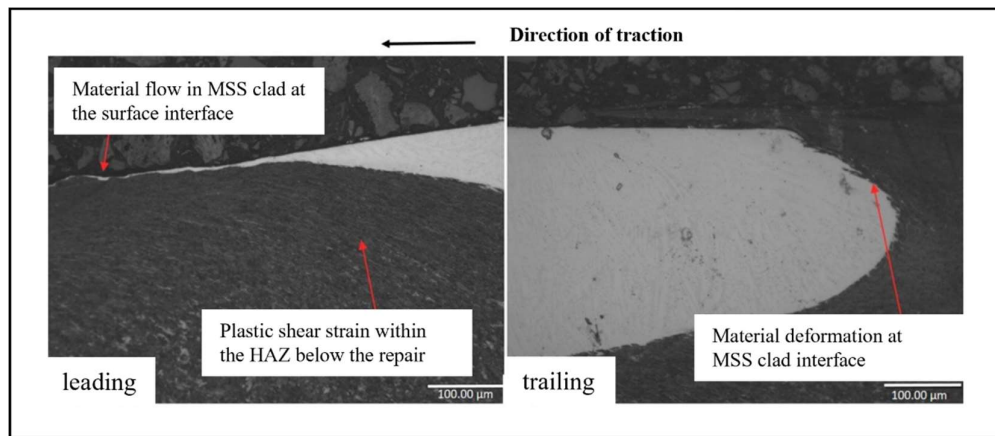 Direction of traction
Material flow in MSS clad at
the surface interface
Plastic shear strain within
the HAZ below the repair
Material deformation at
MSS clad interface
leading
100.00 µm
trailing
100.00 µm